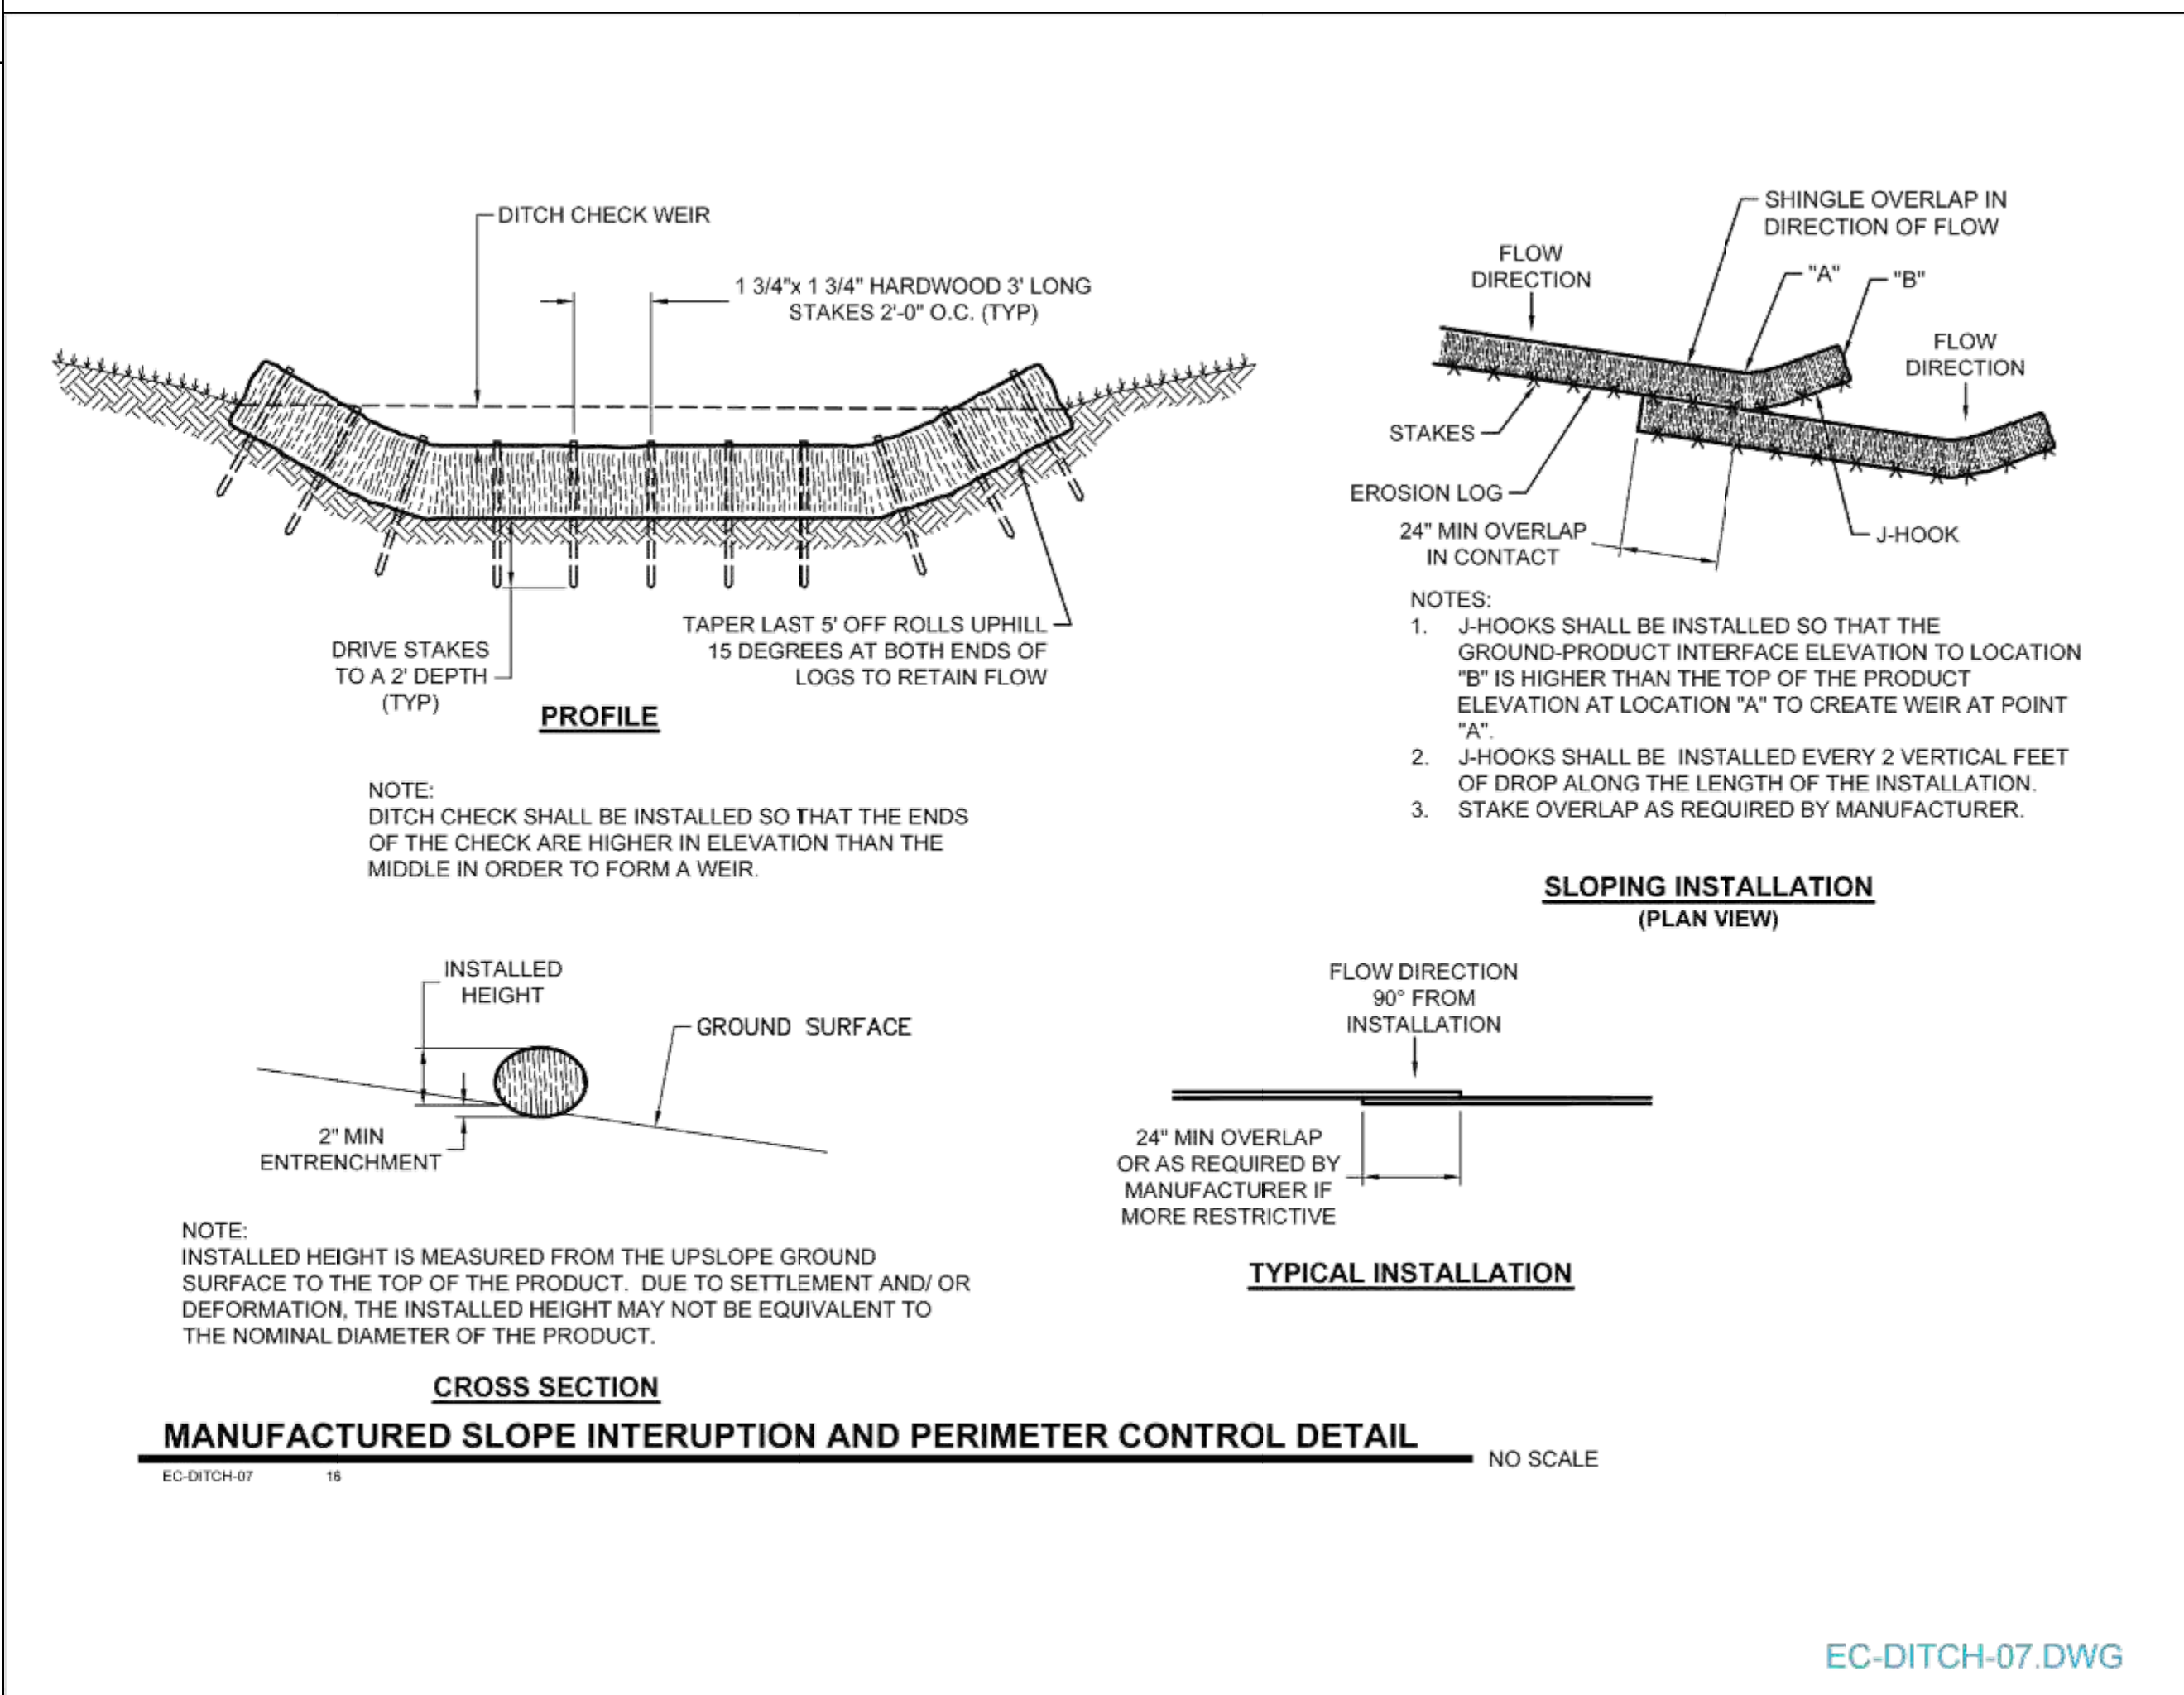 DITCH CHECK WEIR
1 3/4"x 1 3/4" HARDWOOD 3' LONG
STAKES 2'-0" O.C. (TYP)
DRIVE STAKES
TO A 2' DEPTH
(TYP)
TAPER LAST 5' OFF ROLLS UPHILL
15 DEGREES AT BOTH ENDS OF
LOGS TO RETAIN FLOW
PROFILE
NOTE:
DITCH CHECK SHALL BE INSTALLED SO THAT THE ENDS
OF THE CHECK ARE HIGHER IN ELEVATION THAN THE
MIDDLE IN ORDER TO FORM A WEIR.
SHINGLE OVERLAP IN
DIRECTION OF FLOW
FLOW
DIRECTION
"A"
"B"
FLOW
DIRECTION
STAKES
EROSION LOG
24" MIN OVERLAP
IN CONTACT
J-HOOK
NOTES:
1. J-HOOKS SHALL BE INSTALLED SO THAT THE
GROUND-PRODUCT INTERFACE ELEVATION TO LOCATION
"B" IS HIGHER THAN THE TOP OF THE PRODUCT
ELEVATION AT LOCATION "A" TO CREATE WEIR AT POINT
"A".
2. J-HOOKS SHALL BE INSTALLED EVERY 2 VERTICAL FEET
OF DROP ALONG THE LENGTH OF THE INSTALLATION.
3. STAKE OVERLAP AS REQUIRED BY MANUFACTURER.
SLOPING INSTALLATION
(PLAN VIEW)
INSTALLED
HEIGHT
GROUND SURFACE
2" MIN
ENTRENCHMENT
NOTE:
INSTALLED HEIGHT IS MEASURED FROM THE UPSLOPE GROUND
SURFACE TO THE TOP OF THE PRODUCT. DUE TO SETTLEMENT AND/ OR
DEFORMATION, THE INSTALLED HEIGHT MAY NOT BE EQUIVALENT TO
THE NOMINAL DIAMETER OF THE PRODUCT.
CROSS SECTION
FLOW DIRECTION
90° FROM
INSTALLATION
24" MIN OVERLAP
OR AS REQUIRED BY
MANUFACTURER IF
MORE RESTRICTIVE
TYPICAL INSTALLATION
MANUFACTURED SLOPE INTERUPTION AND PERIMETER CONTROL DETAIL
NO SCALE
EC-DITCH-07 16
EC-DITCH-07.DWG